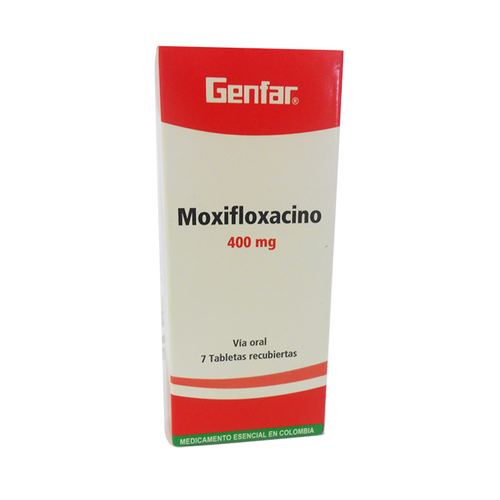 Genfar®
Moxifloxacino
400 mg
Vía oral
7 Tabletas recubiertas
MEDICAMENTO ESENCIAL EN COLOMBIA